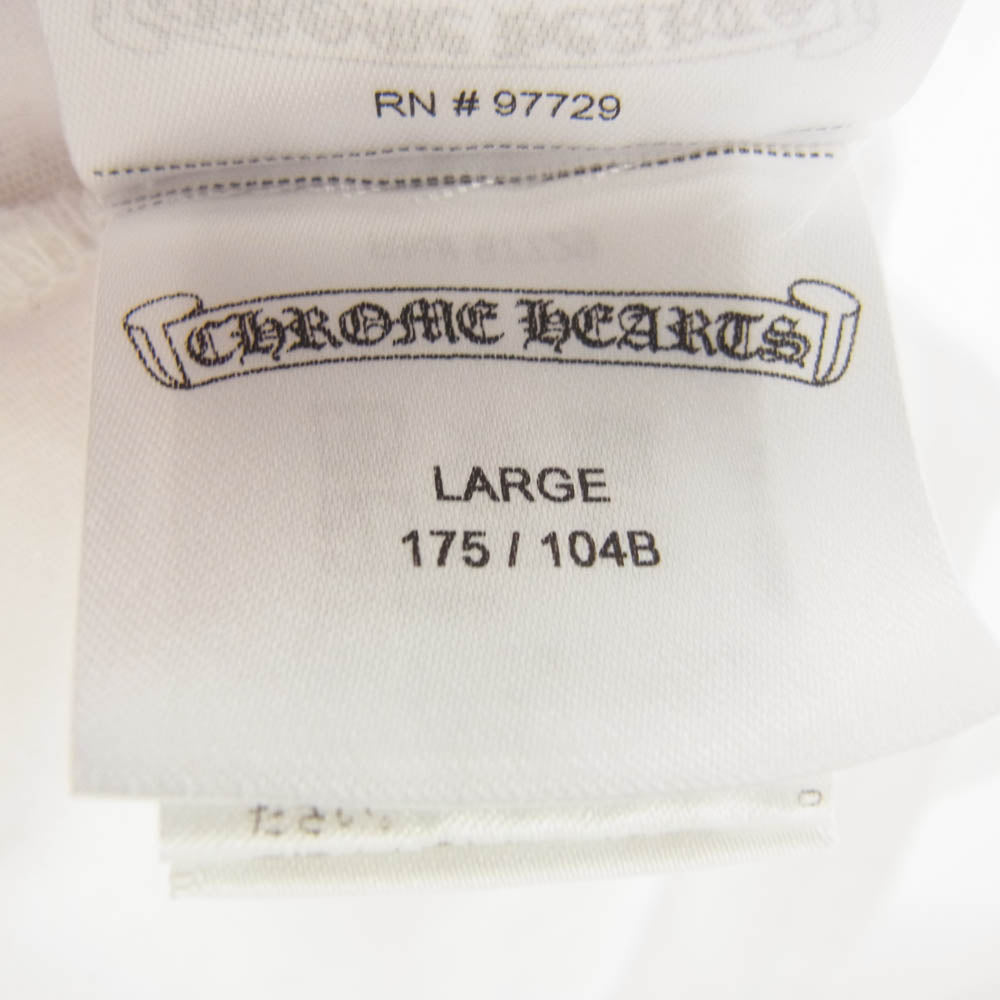 RN # 97729
CHROME HEARTS
LARGE
175 / 104B
ださい。